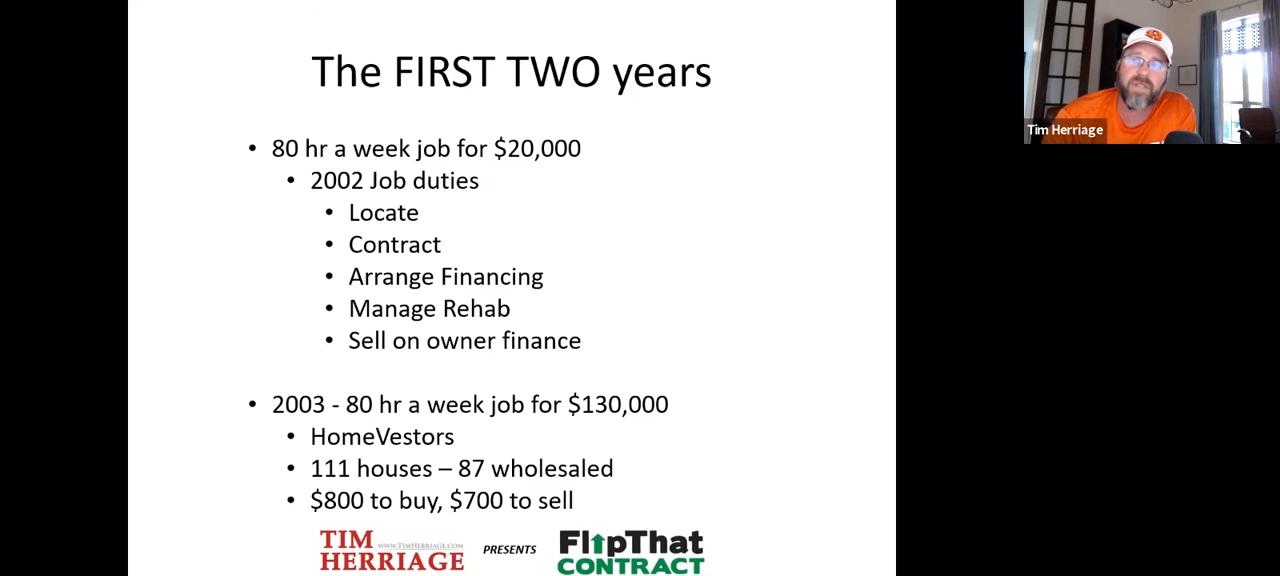 The FIRST TWO years
• 80 hr a week job for $20,000
• 2002 Job duties
• Locate
• Contract
• Arrange Financing
• Manage Rehab
• Sell on owner finance
• 2003 - 80 hr a week job for $130,000
• HomeVestors
• 111 houses – 87 wholesaled
• $800 to buy, $700 to sell
TIM WWW.TIMHERRIAGE.COM
HERRIAGE
PRESENTS
FlipThat
CONTRACT
Tim Herriage